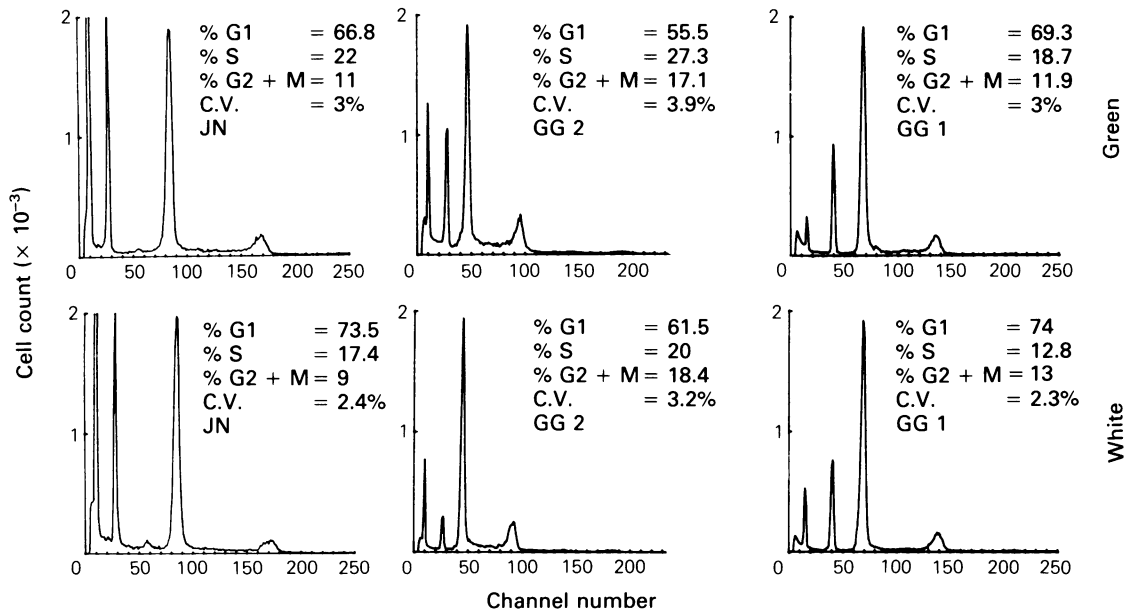 2
1
% G1 = 66.8
% S = 22
% G2 + M = 11
C.V. = 3%
JN
0 50 100 150 200 250
2
1
% G1 = 55.5
% S = 27.3
% G2 + M = 17.1
C.V. = 3.9%
GG 2
0 50 100 150 200
2
1
% G1 = 69.3
% S = 18.7
% G2 + M = 11.9
C.V. = 3%
GG 1
0 50 100 150 200 250
Green
Cell count (× 10⁻³)
2
1
% G1 = 73.5
% S = 17.4
% G2 + M = 9
C.V. = 2.4%
JN
0 50 100 150 200 250
2
1
% G1 = 61.5
% S = 20
% G2 + M = 18.4
C.V. = 3.2%
GG 2
0 50 100 150 200
2
1
% G1 = 74
% S = 12.8
% G2 + M = 13
C.V. = 2.3%
GG 1
0 50 100 150 200 250
White
Channel number